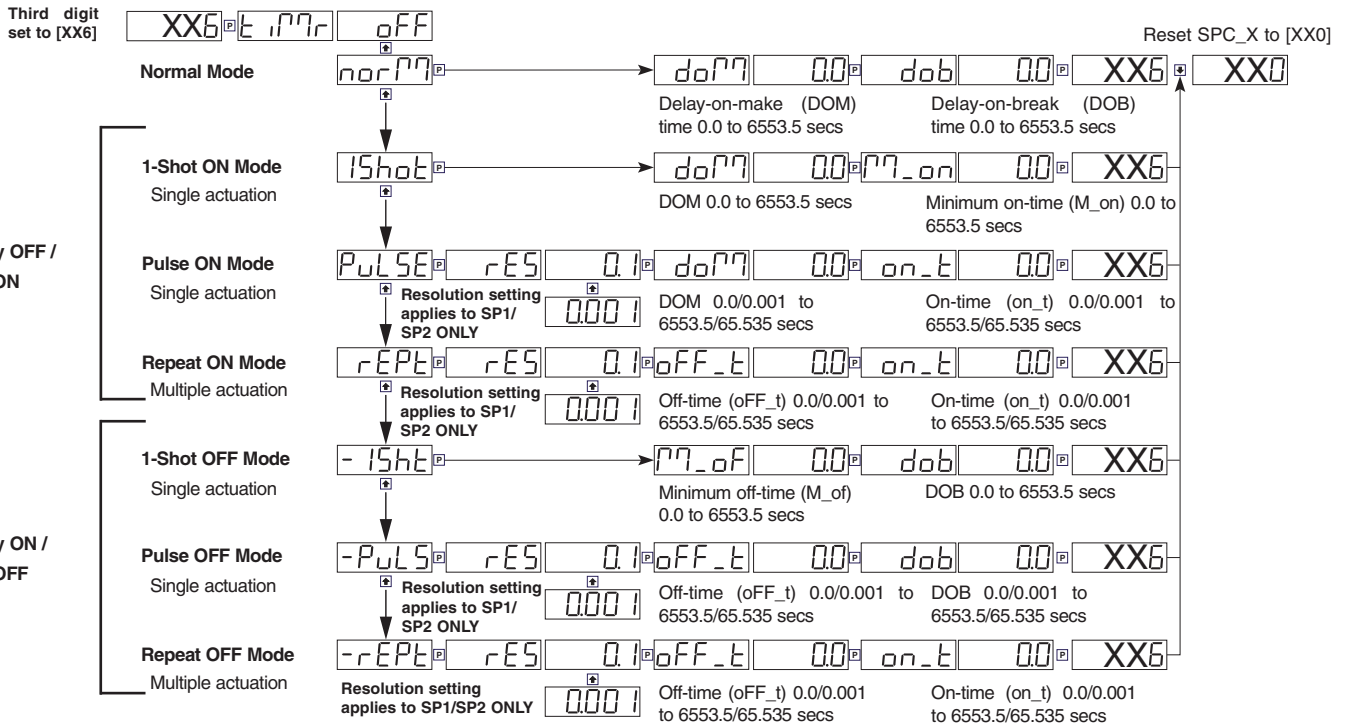 Third digit
set to [XX6]
XX6 P t iMr oFF
Reset SPC_X to [XX0]
Normal Mode
norM P doM 0.0 P dob 0.0 P XX6 XX0
Delay-on-make (DOM)
time 0.0 to 6553.5 secs
Delay-on-break (DOB)
time 0.0 to 6553.5 secs
1-Shot ON Mode
Single actuation
1Shot P doM 0.0 P M_on 0.0 P XX6
DOM 0.0 to 6553.5 secs
Minimum on-time (M_on) 0.0 to
6553.5 secs
y OFF /
ON
Pulse ON Mode
Single actuation
PuLSE P rES 0.1 P doM 0.0 P on_t 0.0 P XX6
Resolution setting
applies to SP1/
SP2 ONLY
0.001
DOM 0.0/0.001 to
6553.5/65.535 secs
On-time (on_t) 0.0/0.001 to
6553.5/65.535 secs
Repeat ON Mode
Multiple actuation
rEPt P rES 0.1 P oFF_t 0.0 P on_t 0.0 P XX6
Resolution setting
applies to SP1/
SP2 ONLY
0.001
Off-time (oFF_t) 0.0/0.001 to
6553.5/65.535 secs
On-time (on_t) 0.0/0.001
to 6553.5/65.535 secs
1-Shot OFF Mode
Single actuation
-1Sht P M_oF 0.0 P dob 0.0 P XX6
Minimum off-time (M_of)
0.0 to 6553.5 secs
DOB 0.0 to 6553.5 secs
y ON /
OFF
Pulse OFF Mode
Single actuation
-PuLS P rES 0.1 P oFF_t 0.0 P dob 0.0 P XX6
Resolution setting
applies to SP1/
SP2 ONLY
0.001
Off-time (oFF_t) 0.0/0.001 to
6553.5/65.535 secs
DOB 0.0/0.001 to
6553.5/65.535 secs
Repeat OFF Mode
Multiple actuation
-rEPt P rES 0.1 P oFF_t 0.0 P on_t 0.0 P XX6
Resolution setting
applies to SP1/SP2 ONLY
0.001
Off-time (oFF_t) 0.0/0.001
to 6553.5/65.535 secs
On-time (on_t) 0.0/0.001
to 6553.5/65.535 secs